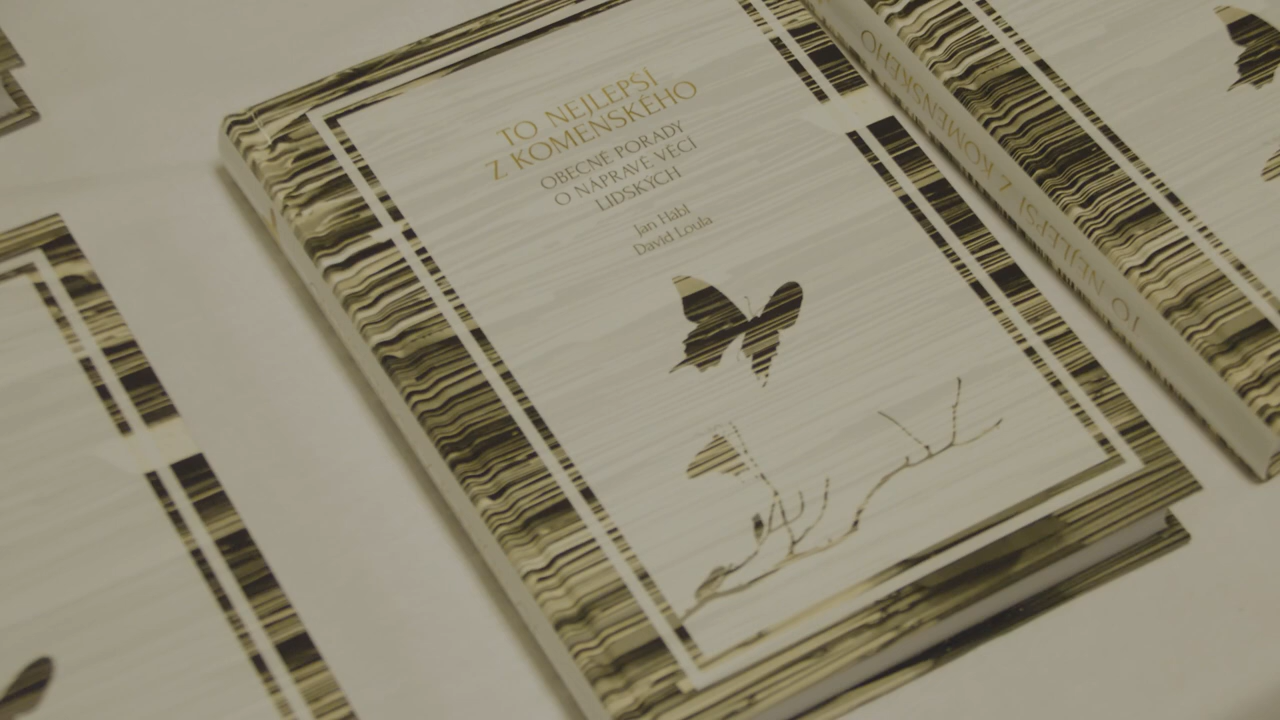 TO NEJLEPŠÍ
Z KOMENSKÉHO
OBECNÉ PORADY
O NÁPRAVĚ VĚCÍ
LIDSKÝCH
Jan Habl
David Loula
TO NEJLEPŠÍ Z KOMENSKÉHO